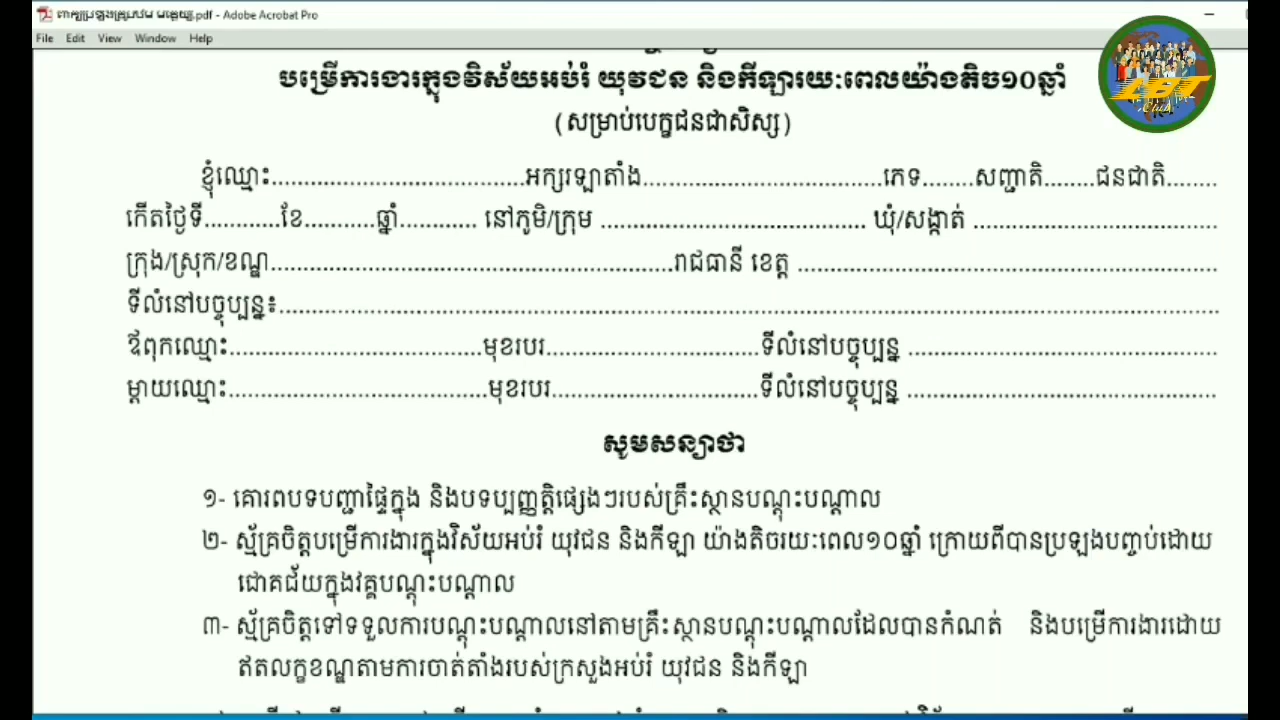 .pdf - Adobe Acrobat Pro
File Edit View Window Help
បម្រើការងារក្នុងវិស័យអប់រំ យុវជន និងកីឡារយៈពេលយ៉ាងតិច១០ឆ្នាំ
(សម្រាប់បេក្ខជនជាសិស្ស)
ខ្ញុំឈ្មោះ....................................អក្សរឡាតាំង....................................ភេទ........សញ្ជាតិ........ជនជាតិ........
កើតថ្ងៃទី............ខែ...........ឆ្នាំ............ នៅភូមិ/ក្រុម ........................................ ឃុំ/សង្កាត់ .....................................
ក្រុង/ស្រុក/ខណ្ឌ.............................................................រាជធានី ខេត្ត ................................................................
ទីលំនៅបច្ចុប្បន្ន៖................................................................................................................................................
ឪពុកឈ្មោះ.......................................មុខរបរ.................................ទីលំនៅបច្ចុប្បន្ន ...............................................
ម្តាយឈ្មោះ........................................មុខរបរ................................ទីលំនៅបច្ចុប្បន្ន ...............................................
សូមសន្យាថា
១- គោរពបទបញ្ជាផ្ទៃក្នុង និងបទប្បញ្ញត្តិផ្សេងៗរបស់គ្រឹះស្ថានបណ្តុះបណ្តាល
២- ស្ម័គ្រចិត្តបម្រើការងារក្នុងវិស័យអប់រំ យុវជន និងកីឡា យ៉ាងតិចរយៈពេល១០ឆ្នាំ ក្រោយពីបានប្រឡងបញ្ចប់ដោយ
ជោគជ័យក្នុងវគ្គបណ្តុះបណ្តាល
៣- ស្ម័គ្រចិត្តទៅទទួលការបណ្តុះបណ្តាលនៅតាមគ្រឹះស្ថានបណ្តុះបណ្តាលដែលបានកំណត់ និងបម្រើការងារដោយ
ឥតលក្ខខណ្ឌតាមការចាត់តាំងរបស់ក្រសួងអប់រំ យុវជន និងកីឡា